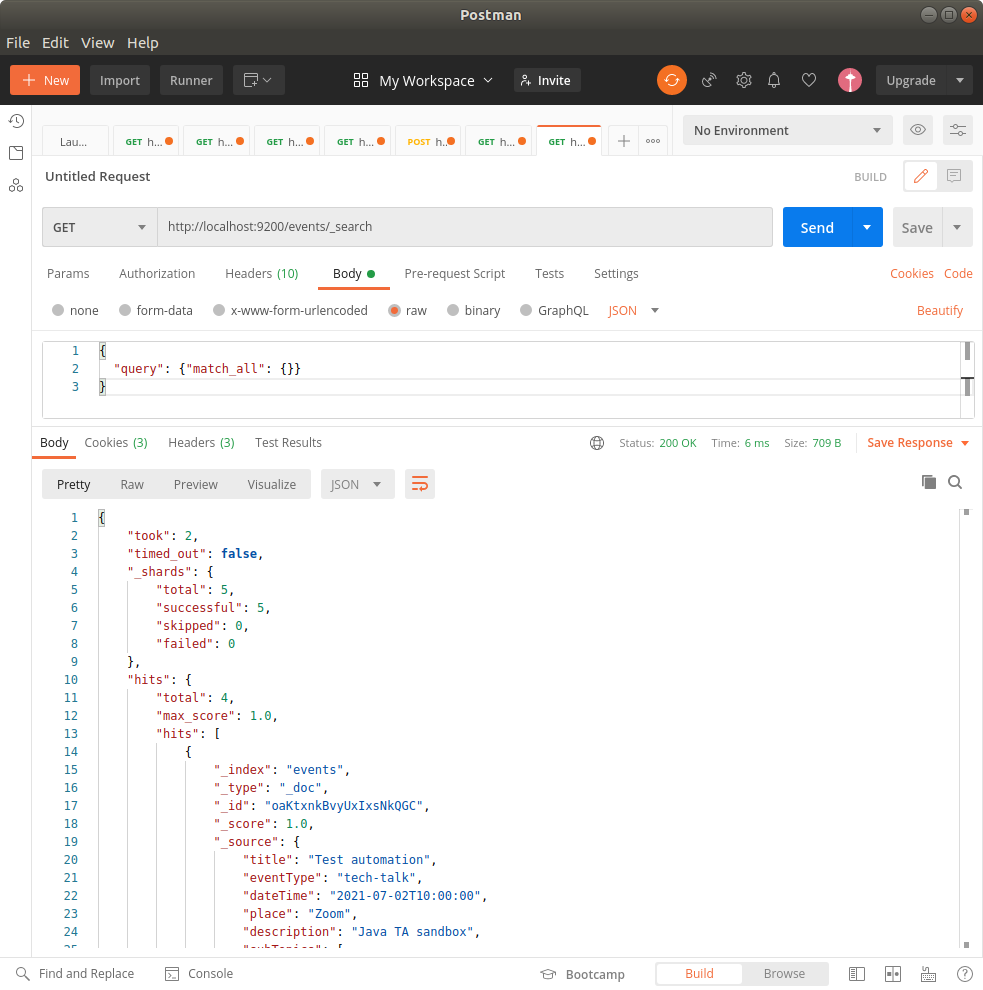 Postman
File Edit View Help
New Import Runner My Workspace Invite Upgrade
Lau... GET h... GET h... GET h... GET h... POST h... GET h... GET h... No Environment
Untitled Request BUILD
GET http://localhost:9200/events/_search Send Save
Params Authorization Headers (10) Body Pre-request Script Tests Settings Cookies Code
none form-data x-www-form-urlencoded raw binary GraphQL JSON Beautify
1 {
2 "query": {"match_all": {}}
3 }
Body Cookies (3) Headers (3) Test Results Status: 200 OK Time: 6 ms Size: 709 B Save Response
Pretty Raw Preview Visualize JSON
1 {
2 "took": 2,
3 "timed_out": false,
4 "_shards": {
5 "total": 5,
6 "successful": 5,
7 "skipped": 0,
8 "failed": 0
9 },
10 "hits": {
11 "total": 4,
12 "max_score": 1.0,
13 "hits": [
14 {
15 "_index": "events",
16 "_type": "_doc",
17 "_id": "oaKtxnkBvyUxIxsNkQGC",
18 "_score": 1.0,
19 "_source": {
20 "title": "Test automation",
21 "eventType": "tech-talk",
22 "dateTime": "2021-07-02T10:00:00",
23 "place": "Zoom",
24 "description": "Java TA sandbox",
25 "subTopics": [
Find and Replace Console Bootcamp Build Browse